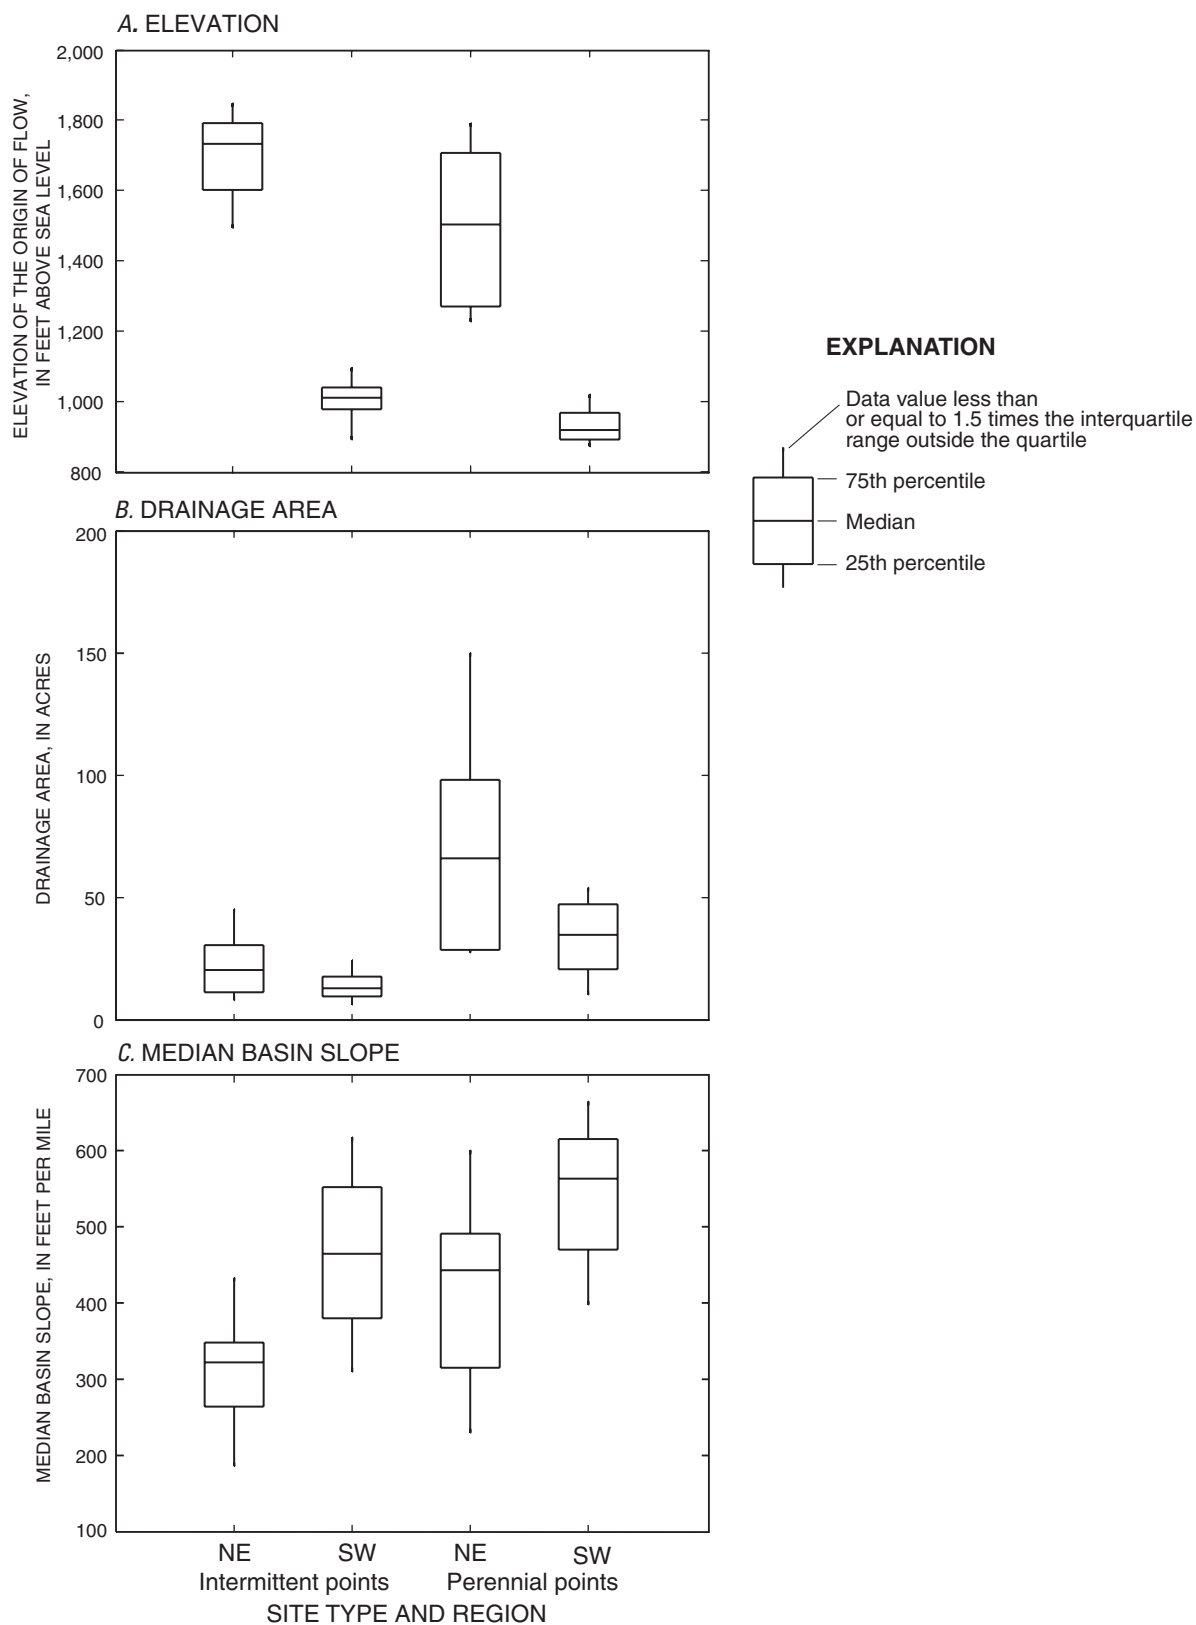 A. ELEVATION
ELEVATION OF THE ORIGIN OF FLOW,
IN FEET ABOVE SEA LEVEL
2,000
1,800
1,600
1,400
1,200
1,000
800
EXPLANATION
Data value less than
or equal to 1.5 times the interquartile
range outside the quartile
75th percentile
Median
25th percentile
B. DRAINAGE AREA
DRAINAGE AREA, IN ACRES
200
150
100
50
0
C. MEDIAN BASIN SLOPE
MEDIAN BASIN SLOPE, IN FEET PER MILE
700
600
500
400
300
200
100
NE SW NE SW
Intermittent points Perennial points
SITE TYPE AND REGION